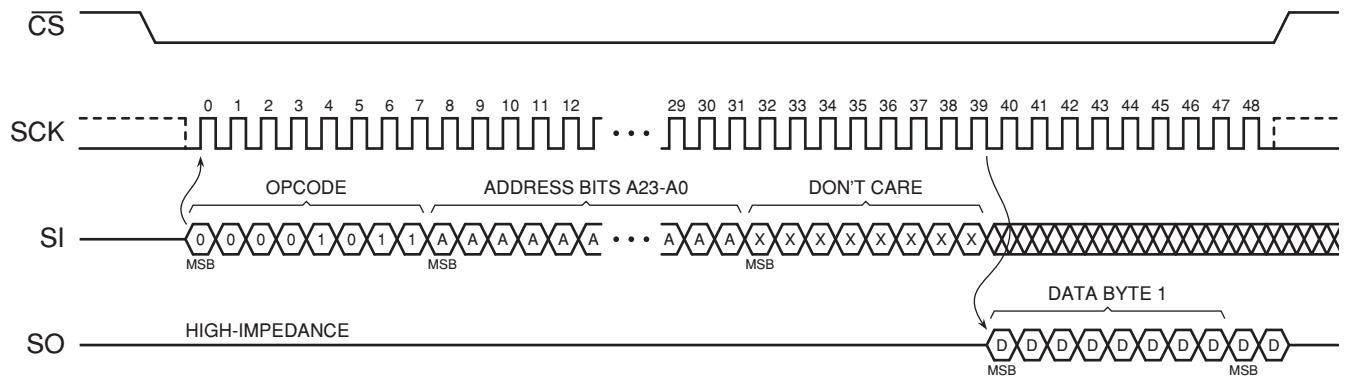 CS
0 1 2 3 4 5 6 7 8 9 10 11 12 29 30 31 32 33 34 35 36 37 38 39 40 41 42 43 44 45 46 47 48
SCK
OPCODE ADDRESS BITS A23-A0 DON'T CARE
SI 0 0 0 0 1 0 1 1 A A A A A A A A A X X X X X X X X
MSB MSB MSB
DATA BYTE 1
HIGH-IMPEDANCE
SO D D D D D D D D D D
MSB MSB